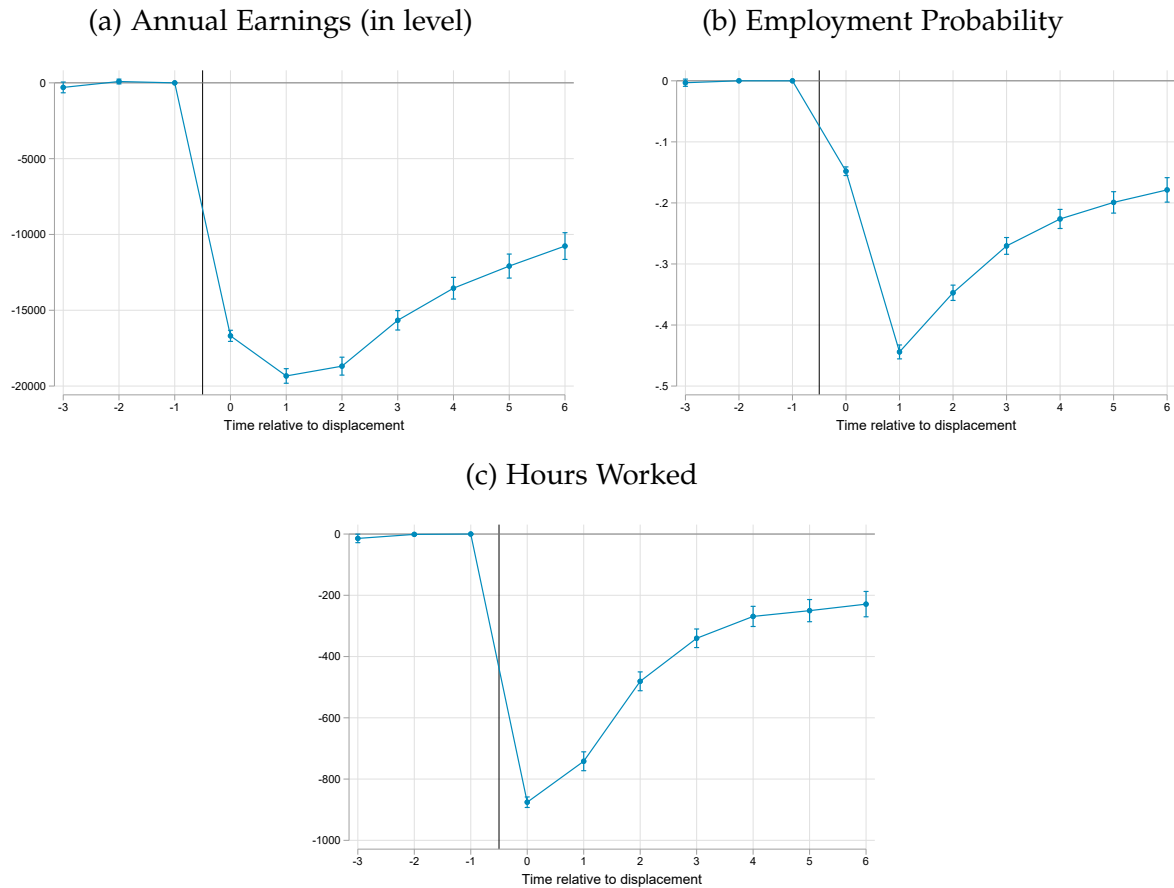 (a) Annual Earnings (in level)
0
-5000
-10000
-15000
-20000
-3 -2 -1 0 1 2 3 4 5 6
Time relative to displacement
(b) Employment Probability
0
-.1
-.2
-.3
-.4
-.5
-3 -2 -1 0 1 2 3 4 5 6
Time relative to displacement
(c) Hours Worked
0
-200
-400
-600
-800
-1000
-3 -2 -1 0 1 2 3 4 5 6
Time relative to displacement